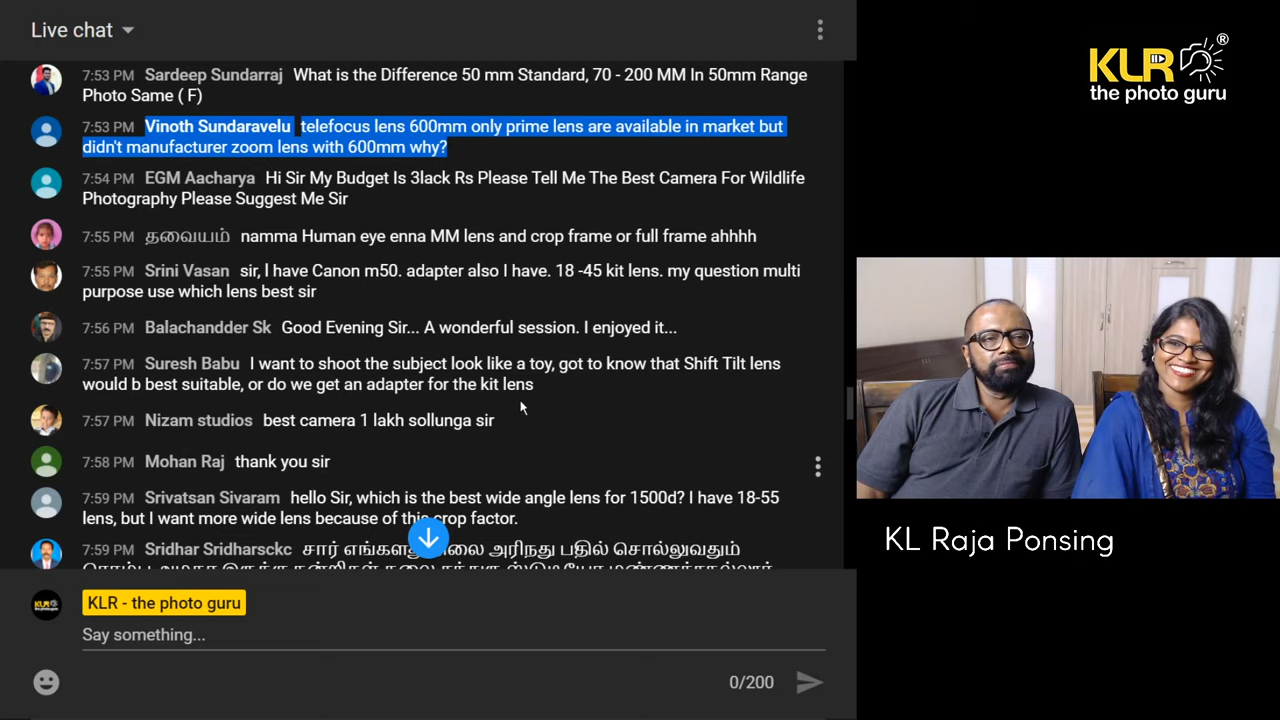 Live chat
7:53 PM Sardeep Sundarraj What is the Difference 50 mm Standard, 70 - 200 MM In 50mm Range
Photo Same ( F)
7:53 PM Vinoth Sundaravelu telefocus lens 600mm only prime lens are available in market but
didn't manufacturer zoom lens with 600mm why?
7:54 PM EGM Aacharya Hi Sir My Budget Is 3lack Rs Please Tell Me The Best Camera For Wildlife
Photography Please Suggest Me Sir
7:55 PM தவையம் namma Human eye enna MM lens and crop frame or full frame ahhhh
7:55 PM Srini Vasan sir, I have Canon m50. adapter also I have. 18 -45 kit lens. my question multi
purpose use which lens best sir
7:56 PM Balachandder Sk Good Evening Sir... A wonderful session. I enjoyed it...
7:57 PM Suresh Babu I want to shoot the subject look like a toy, got to know that Shift Tilt lens
would b best suitable, or do we get an adapter for the kit lens
7:57 PM Nizam studios best camera 1 lakh sollunga sir
7:58 PM Mohan Raj thank you sir
7:59 PM Srivatsan Sivaram hello Sir, which is the best wide angle lens for 1500d? I have 18-55
lens, but I want more wide lens because of this crop factor.
7:59 PM Sridhar Sridharsckc சார் அரிநது பதில் சொல்லுவதும்
KLR - the photo guru
Say something...
0/200
KLR ®
the photo guru
KL Raja Ponsing